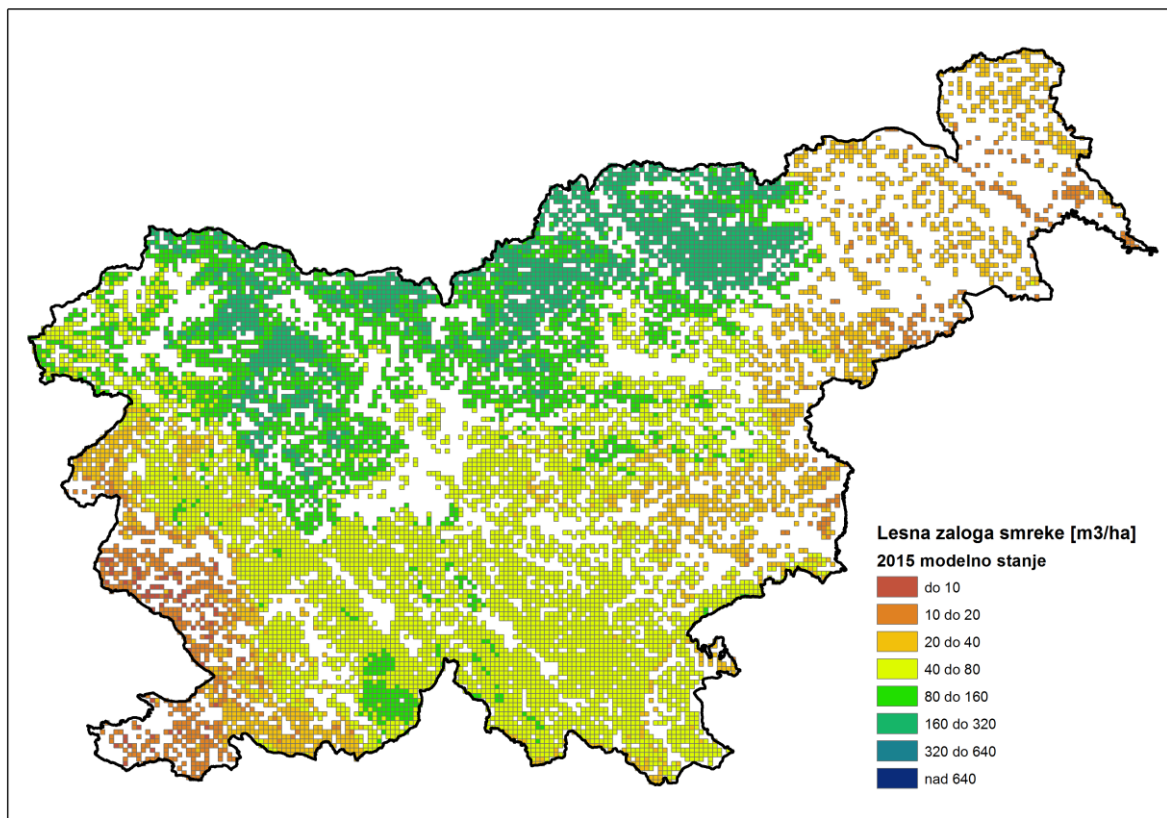 Lesna zaloga smreke [m3/ha]
2015 modelno stanje
do 10
10 do 20
20 do 40
40 do 80
80 do 160
160 do 320
320 do 640
nad 640